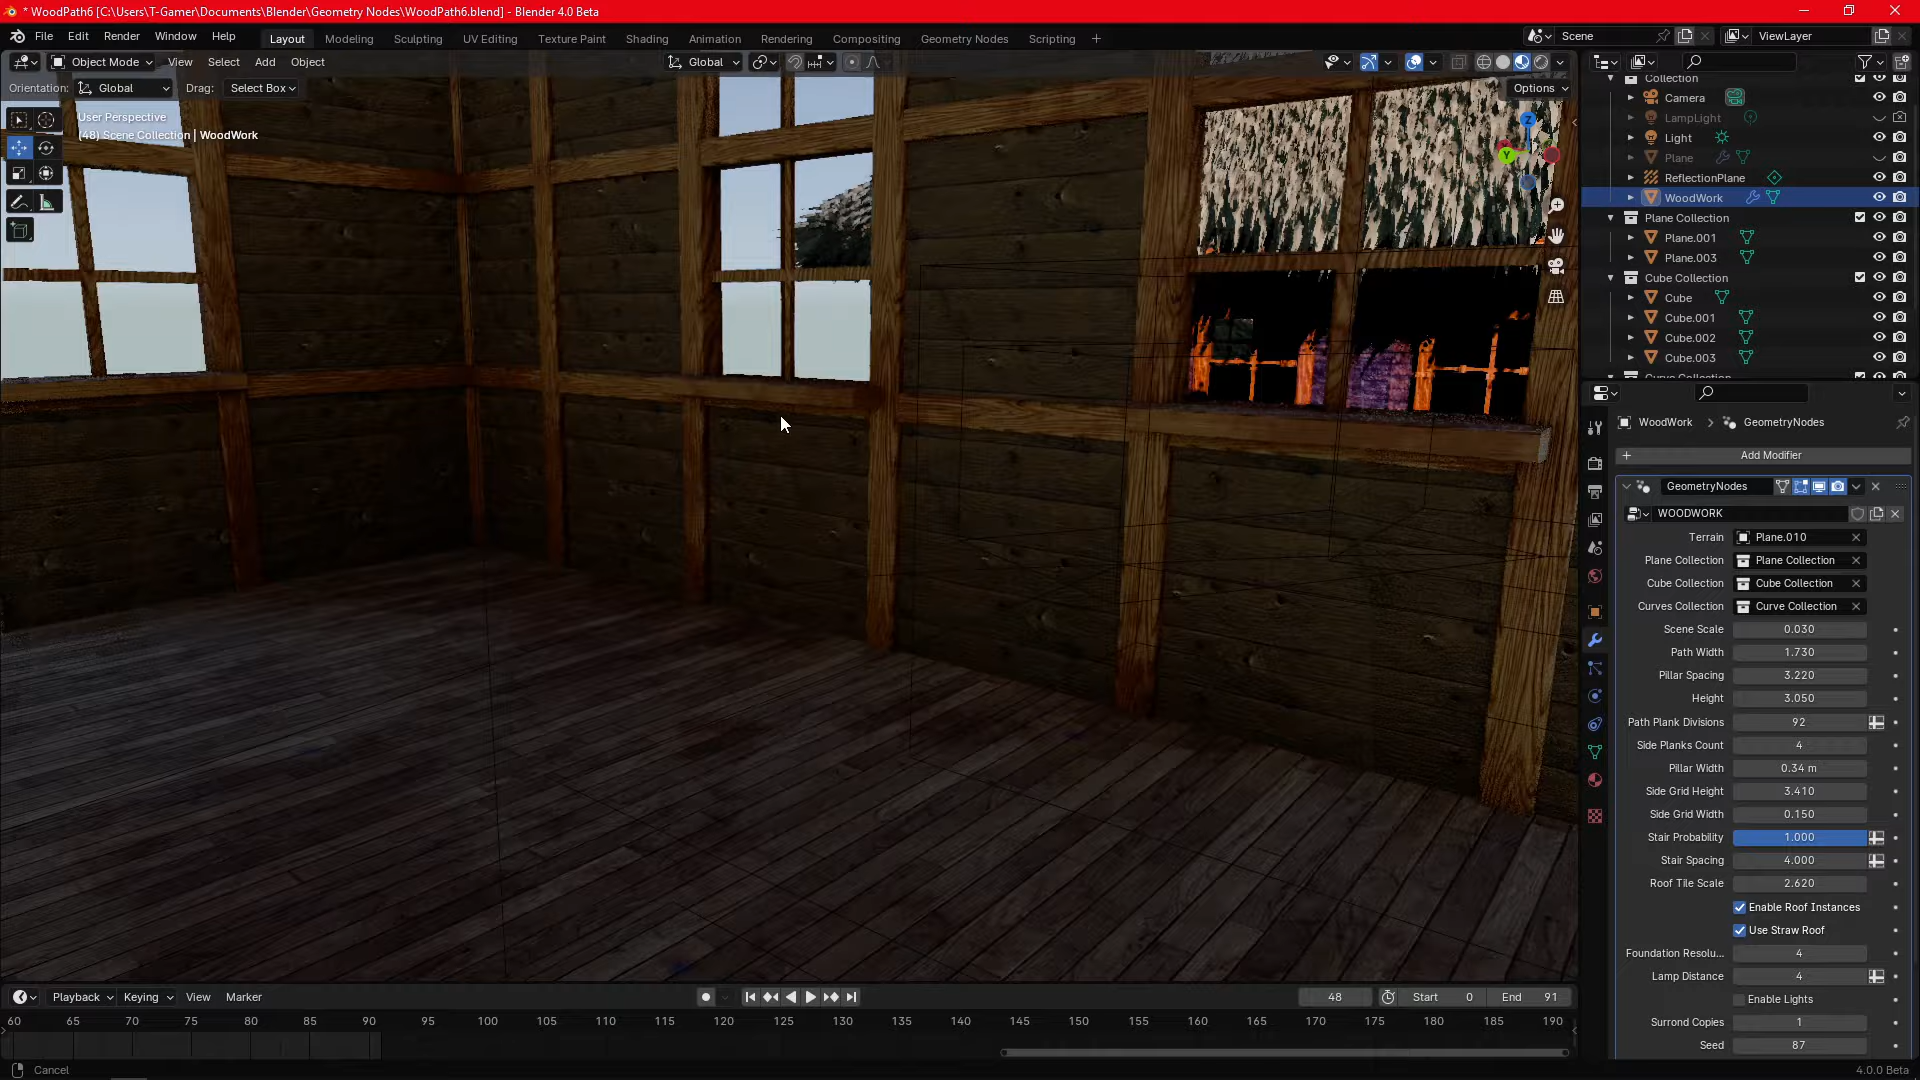 * WoodPath6 [C:\Users\T-Gamer\Documents\Blender\Geometry Nodes\WoodPath6.blend] - Blender 4.0 Beta
File Edit Render Window Help Layout Modeling Sculpting UV Editing Texture Paint Shading Animation Rendering Compositing Geometry Nodes Scripting + Scene ViewLayer
Object Mode View Select Add Object Global
Orientation: Global Drag: Select Box Options
User Perspective
(48) Scene Collection | WoodWork
Z
Y
Collection
Camera
LampLight
Light
Plane
ReflectionPlane
WoodWork
Plane Collection
Plane.001
Plane.003
Cube Collection
Cube
Cube.001
Cube.002
Cube.003
Curve Collection
WoodWork > GeometryNodes
+ Add Modifier
GeometryNodes
WOODWORK
Terrain Plane.010
Plane Collection Plane Collection
Cube Collection Cube Collection
Curves Collection Curve Collection
Scene Scale 0.030
Path Width 1.730
Pillar Spacing 3.220
Height 3.050
Path Plank Divisions 92
Side Planks Count 4
Pillar Width 0.34 m
Side Grid Height 3.410
Side Grid Width 0.150
Stair Probability 1.000
Stair Spacing 4.000
Roof Tile Scale 2.620
Enable Roof Instances
Use Straw Roof
Foundation Resolu... 4
Lamp Distance 4
Enable Lights
Surrond Copies 1
Seed 87
Playback Keying View Marker 48 Start 0 End 91
60 65 70 75 80 85 90 95 100 105 110 115 120 125 130 135 140 145 150 155 160 165 170 175 180 185 190
Cancel 4.0.0 Beta